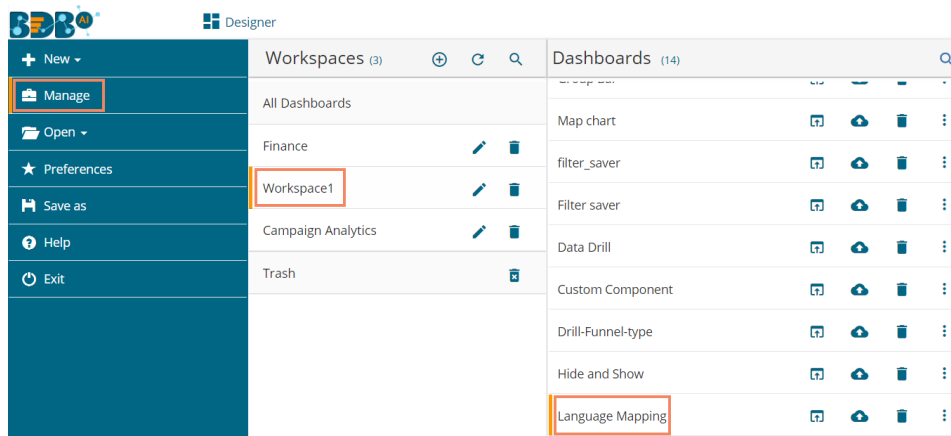 BDB AI
Designer
New
Manage
Open
Preferences
Save as
Help
Exit
Workspaces (3)
All Dashboards
Finance
Workspace1
Campaign Analytics
Trash
Dashboards (14)
Map chart
filter_saver
Filter saver
Data Drill
Custom Component
Drill-Funnel-type
Hide and Show
Language Mapping